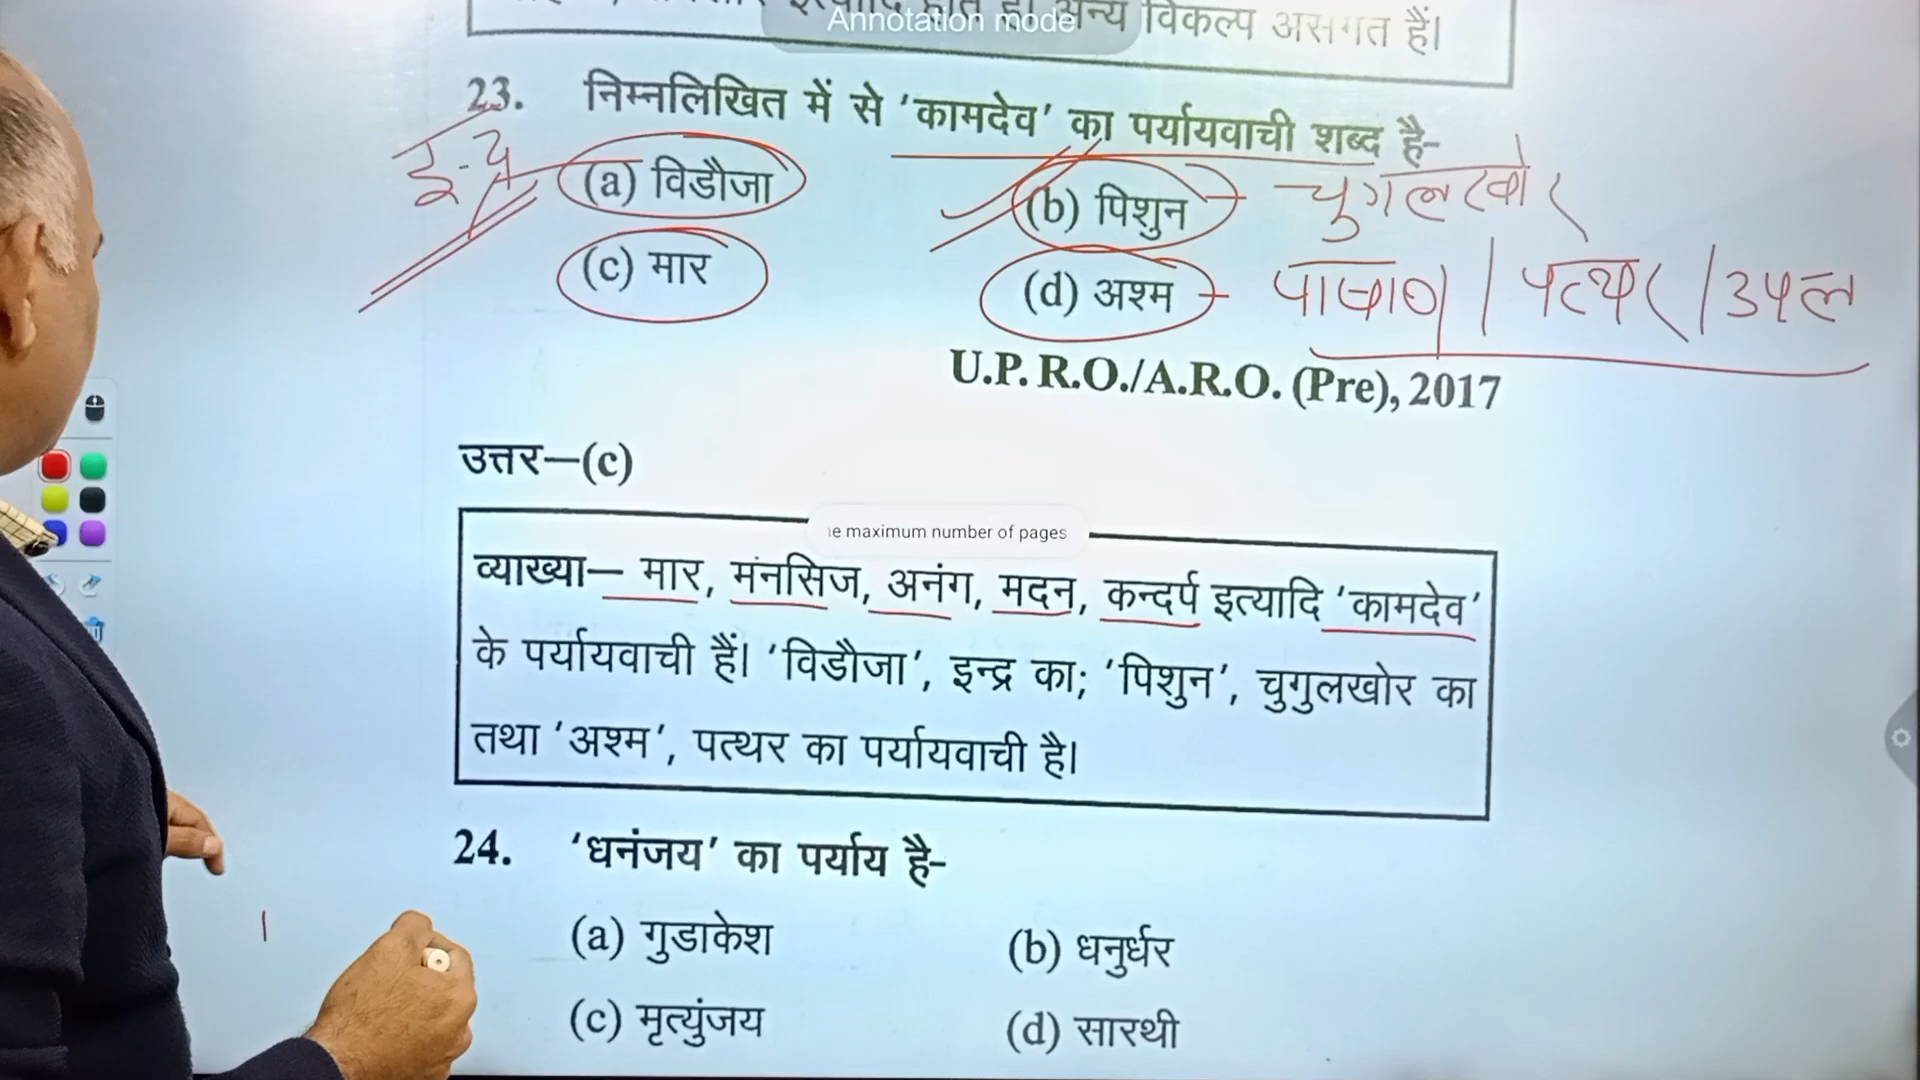 Annotation mode
अन्य विकल्प असंगत हैं।
23. निम्नलिखित में से 'कामदेव' का पर्यायवाची शब्द है-
इन्द्र (a) विडौजा (b) पिशुन - चुगलखोर
(c) मार (d) अश्म - पाषाण / पत्थर / उपल
U.P. R.O./A.R.O. (Pre), 2017
उत्तर—(c)
e maximum number of pages
व्याख्या— मार, मंनसिज, अनंग, मदन, कन्दर्प इत्यादि 'कामदेव'
के पर्यायवाची हैं। 'विडौजा', इन्द्र का; 'पिशुन', चुगुलखोर का
तथा 'अश्म', पत्थर का पर्यायवाची है।
24. 'धनंजय' का पर्याय है-
(a) गुडाकेश (b) धनुर्धर
(c) मृत्युंजय (d) सारथी